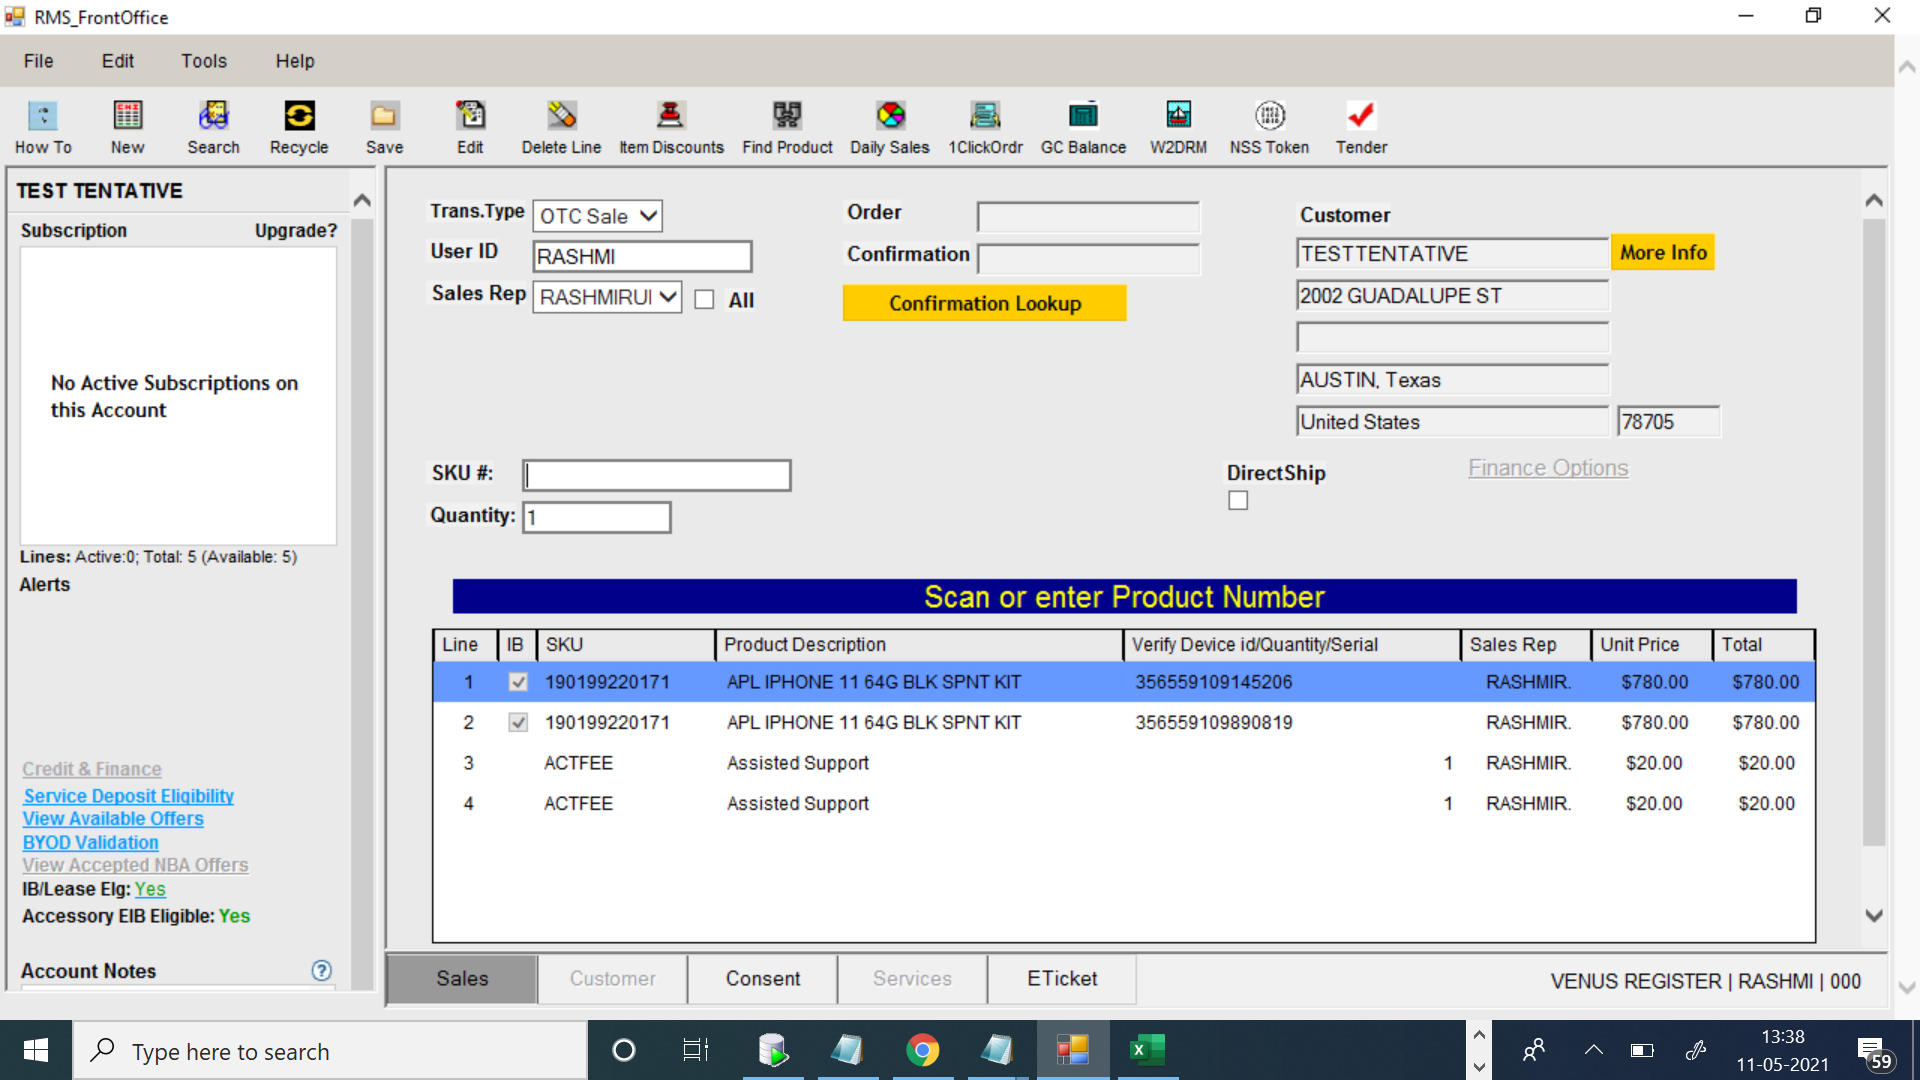 RMS_FrontOffice
File Edit Tools Help
How To New Search Recycle Save Edit Delete Line Item Discounts Find Product Daily Sales 1ClickOrdr GC Balance W2DRM NSS Token Tender
TEST TENTATIVE
Subscription Upgrade?
No Active Subscriptions on
this Account
Lines: Active:0; Total: 5 (Available: 5)
Alerts
Credit & Finance
Service Deposit Eligibility
View Available Offers
BYOD Validation
View Accepted NBA Offers
IB/Lease Elg: Yes
Accessory EIB Eligible: Yes
Account Notes ?
Trans.Type OTC Sale
User ID RASHMI
Sales Rep RASHMIRUI All
Order
Confirmation
Confirmation Lookup
Customer
TESTTENTATIVE More Info
2002 GUADALUPE ST
AUSTIN, Texas
United States 78705
SKU #:
Quantity: 1
DirectShip
Finance Options
Scan or enter Product Number
Line IB SKU Product Description Verify Device id/Quantity/Serial Sales Rep Unit Price Total
1 190199220171 APL IPHONE 11 64G BLK SPNT KIT 356559109145206 RASHMIR. $780.00 $780.00
2 190199220171 APL IPHONE 11 64G BLK SPNT KIT 356559109890819 RASHMIR. $780.00 $780.00
3 ACTFEE Assisted Support 1 RASHMIR. $20.00 $20.00
4 ACTFEE Assisted Support 1 RASHMIR. $20.00 $20.00
Sales Customer Consent Services ETicket
VENUS REGISTER | RASHMI | 000
Type here to search
13:38
11-05-2021
59